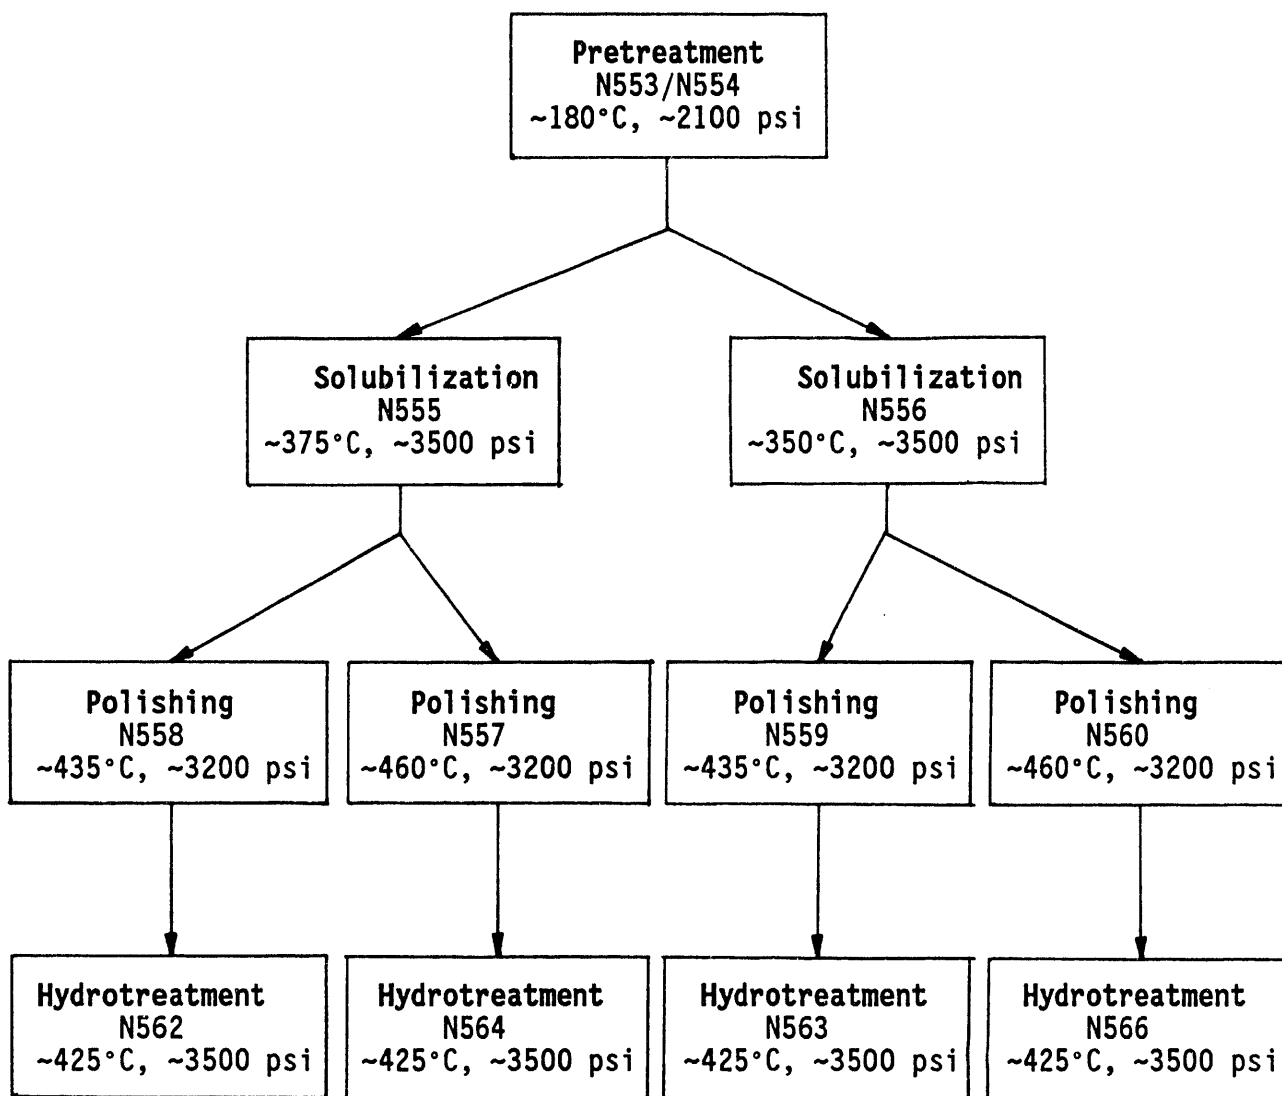 Pretreatment
N553/N554
~180°C, ~2100 psi
Solubilization
N555
~375°C, ~3500 psi
Solubilization
N556
~350°C, ~3500 psi
Polishing
N558
~435°C, ~3200 psi
Polishing
N557
~460°C, ~3200 psi
Polishing
N559
~435°C, ~3200 psi
Polishing
N560
~460°C, ~3200 psi
Hydrotreatment
N562
~425°C, ~3500 psi
Hydrotreatment
N564
~425°C, ~3500 psi
Hydrotreatment
N563
~425°C, ~3500 psi
Hydrotreatment
N566
~425°C, ~3500 psi